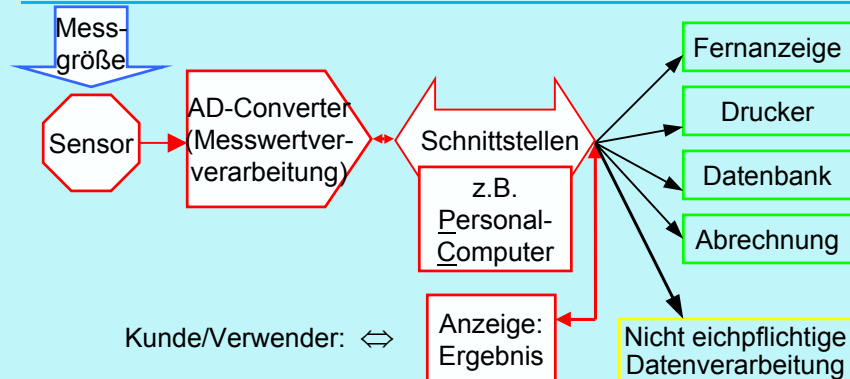 Mess-
größe
Sensor
AD-Converter
(Messwertver-
verarbeitung)
Schnittstellen
z.B.
Personal-
Computer
Fernanzeige
Drucker
Datenbank
Abrechnung
Kunde/Verwender: ⇔
Anzeige:
Ergebnis
Nicht eichpflichtige
Datenverarbeitung